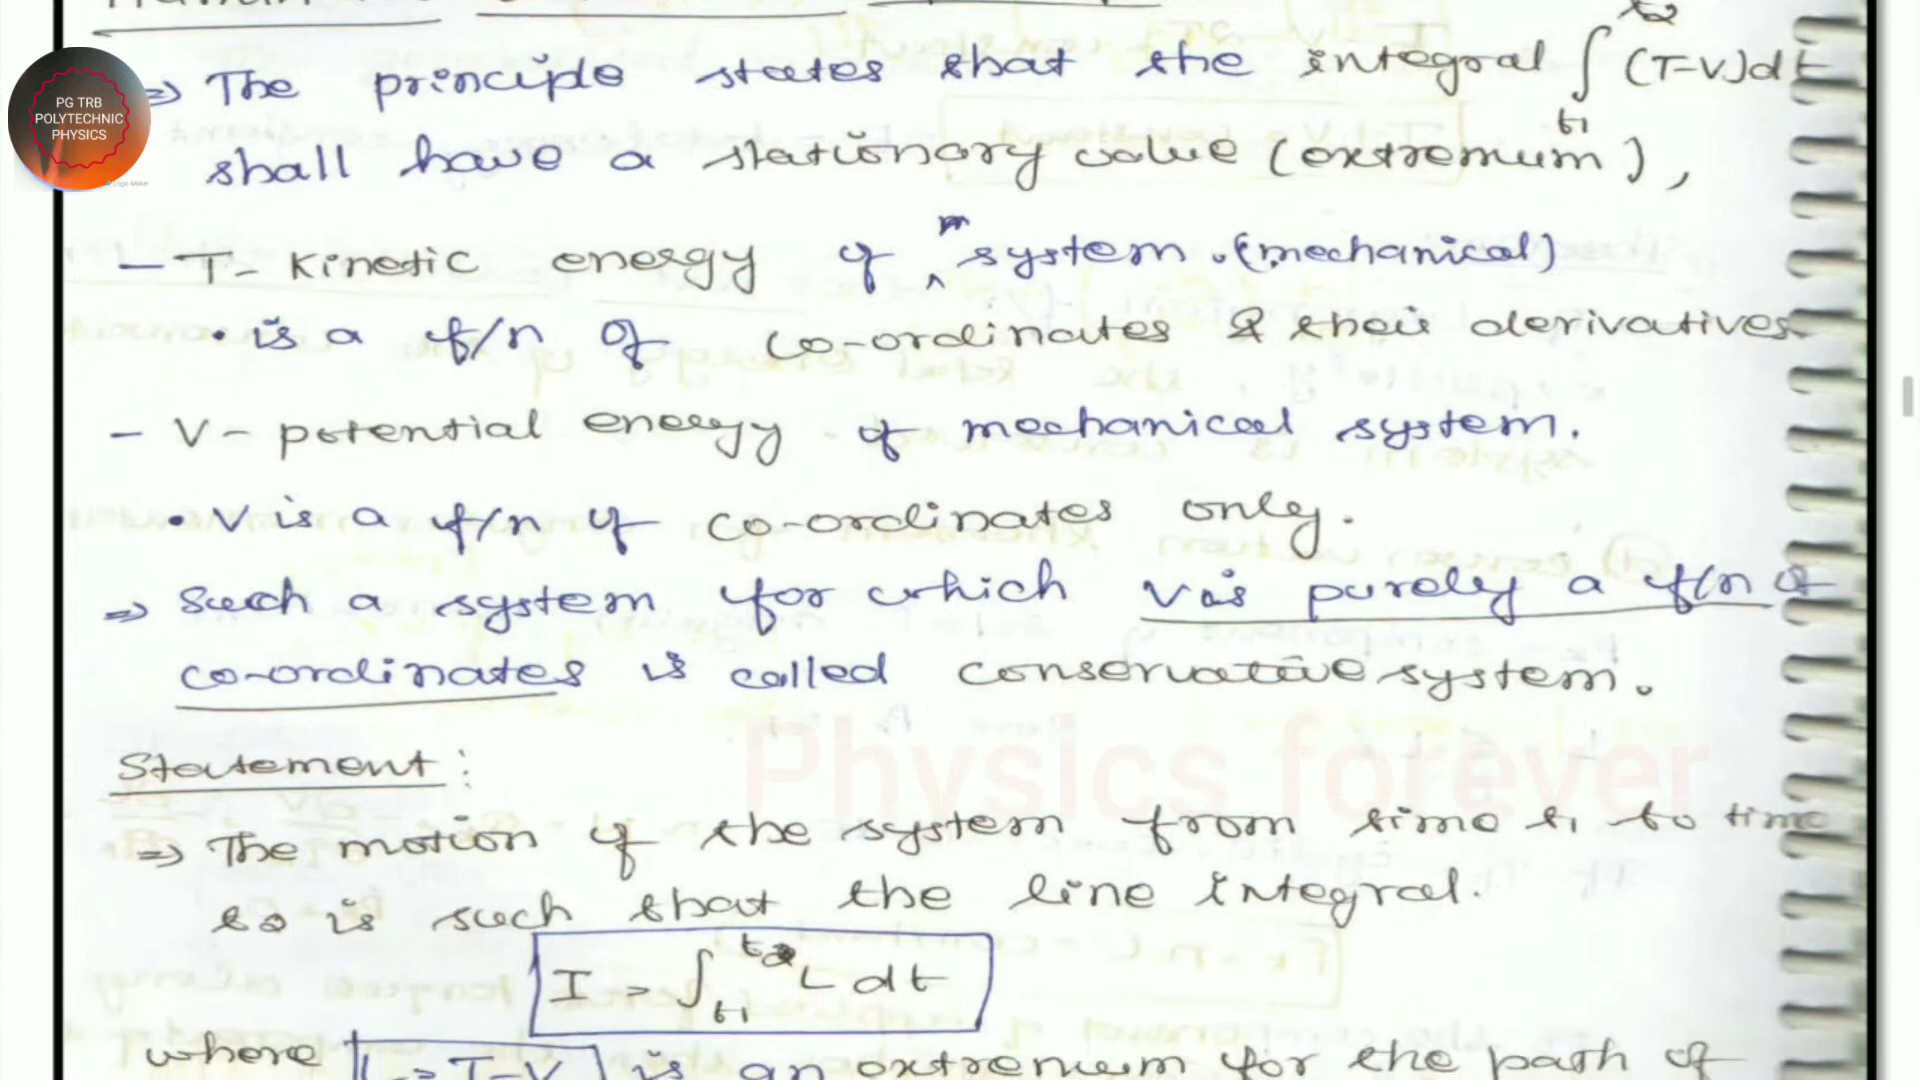 PG TRB
POLYTECHNIC
PHYSICS
⇒ The principle states that the integral ∫t1^t2 (T-V)dt
shall have a stationary value (extremum),
- T - Kinetic energy of ^m system. (mechanical)
• is a f/n of co-ordinates & their derivatives.
- V - potential energy of mechanical system.
• V is a f/n of co-ordinates only.
⇒ Such a system for which V is purely a f/n of
co-ordinates is called conservative system.
Physics forever
Statement :
⇒ The motion of the system from time t1 to time
t2 is such that the line integral.
I = ∫t1^t2 L dt
where L = T-V is an extremum for the path of